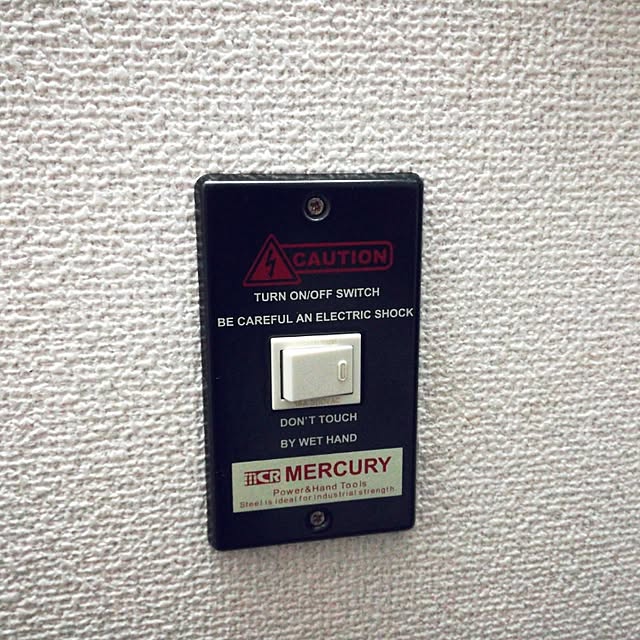 CAUTION
TURN ON/OFF SWITCH
BE CAREFUL AN ELECTRIC SHOCK
DON'T TOUCH
BY WET HAND
MCR MERCURY
Power&Hand Tools
Steel is ideal for industrial strength